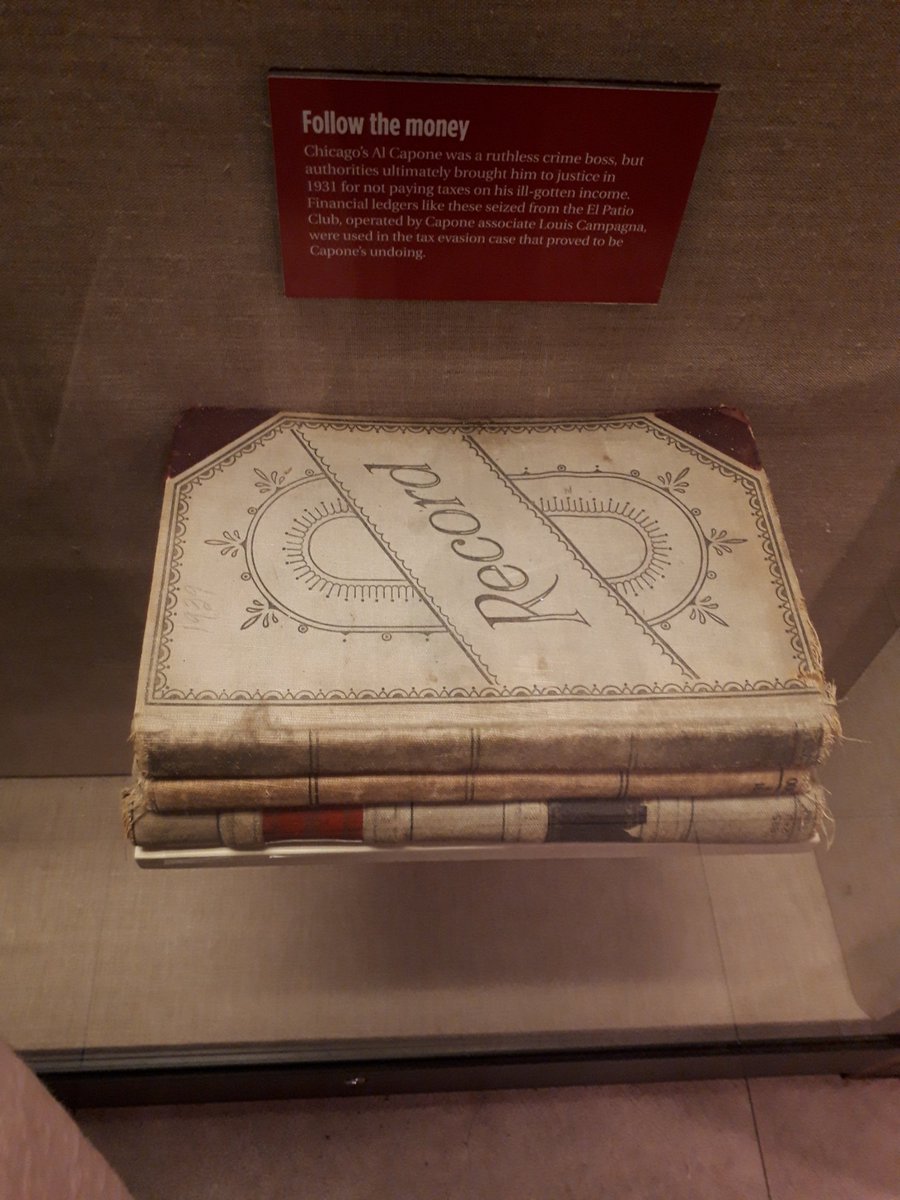 Follow the money
Chicago's Al Capone was a ruthless crime boss, but
authorities ultimately brought him to justice in
1931 for not paying taxes on his ill-gotten income.
Financial ledgers like these seized from the El Patio
Club, operated by Capone associate Louis Campagna,
were used in the tax evasion case that proved to be
Capone's undoing.
Record
1929